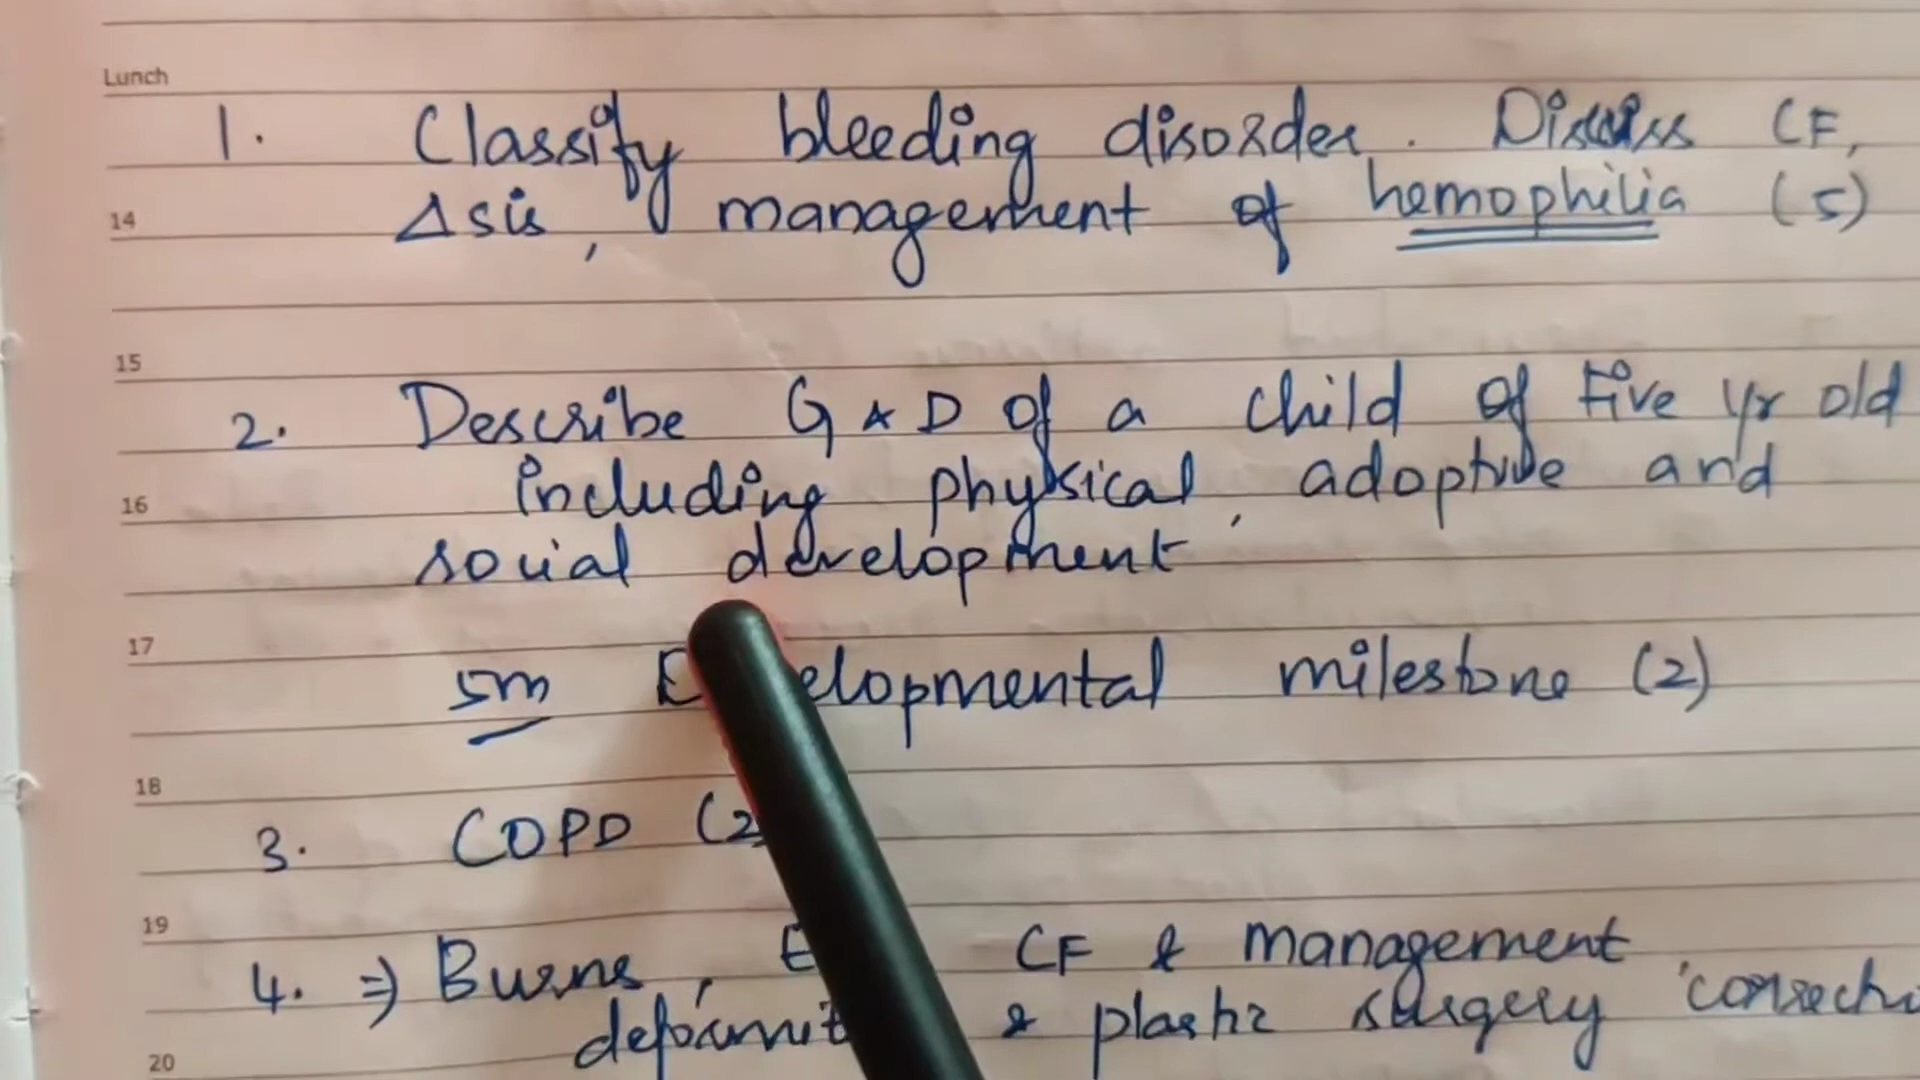 Lunch
1. Classify bleeding disorder. Discuss CF,
14 Δsis, management of hemophilia (5)
15
2. Describe G & D of a child of Five yr old
16 including physical, adoptive and
social development
17
5m elopmental milestone (2)
18
3. COPD (2
19
4. ⇒ Burns, CF & management
& plastic surgery
20